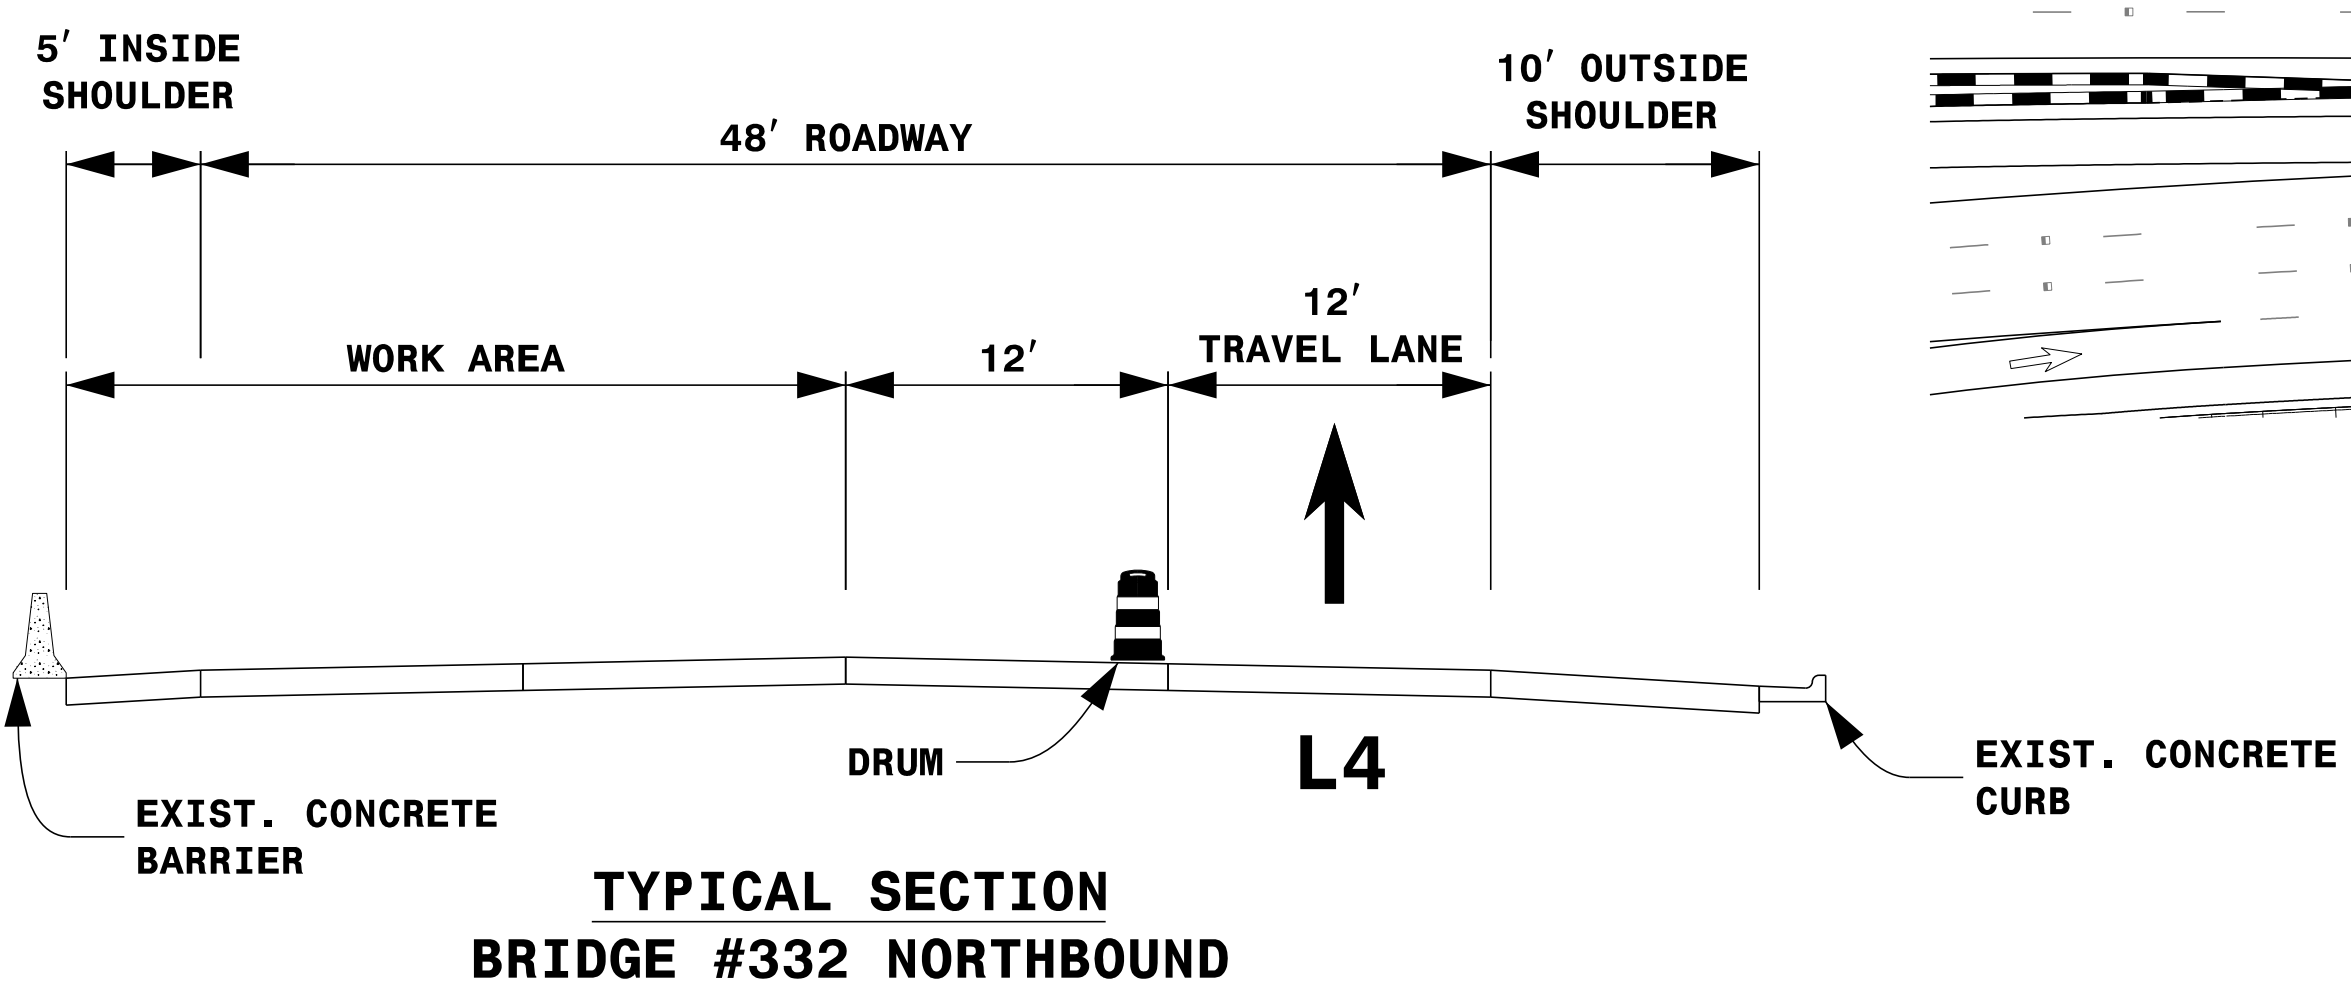 5' INSIDE
SHOULDER
48' ROADWAY
10' OUTSIDE
SHOULDER
WORK AREA
12'
12'
TRAVEL LANE
DRUM
L4
EXIST. CONCRETE
BARRIER
EXIST. CONCRETE
CURB
TYPICAL SECTION
BRIDGE #332 NORTHBOUND